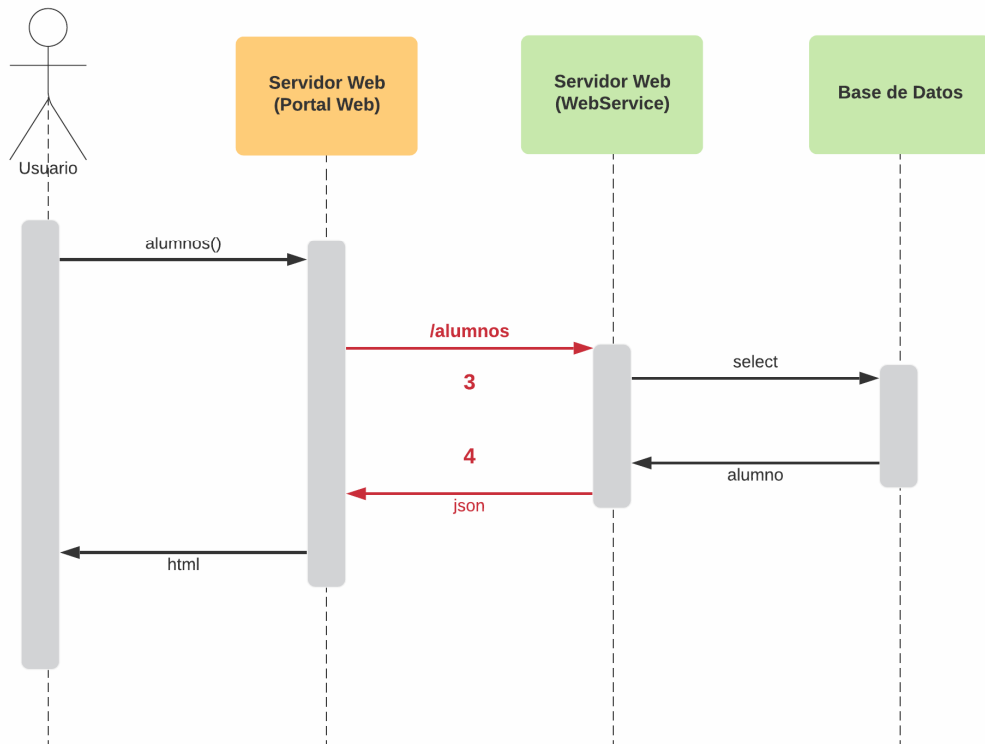 Usuario
Servidor Web
(Portal Web)
Servidor Web
(WebService)
Base de Datos
alumnos()
/alumnos
3
select
4
alumno
json
html